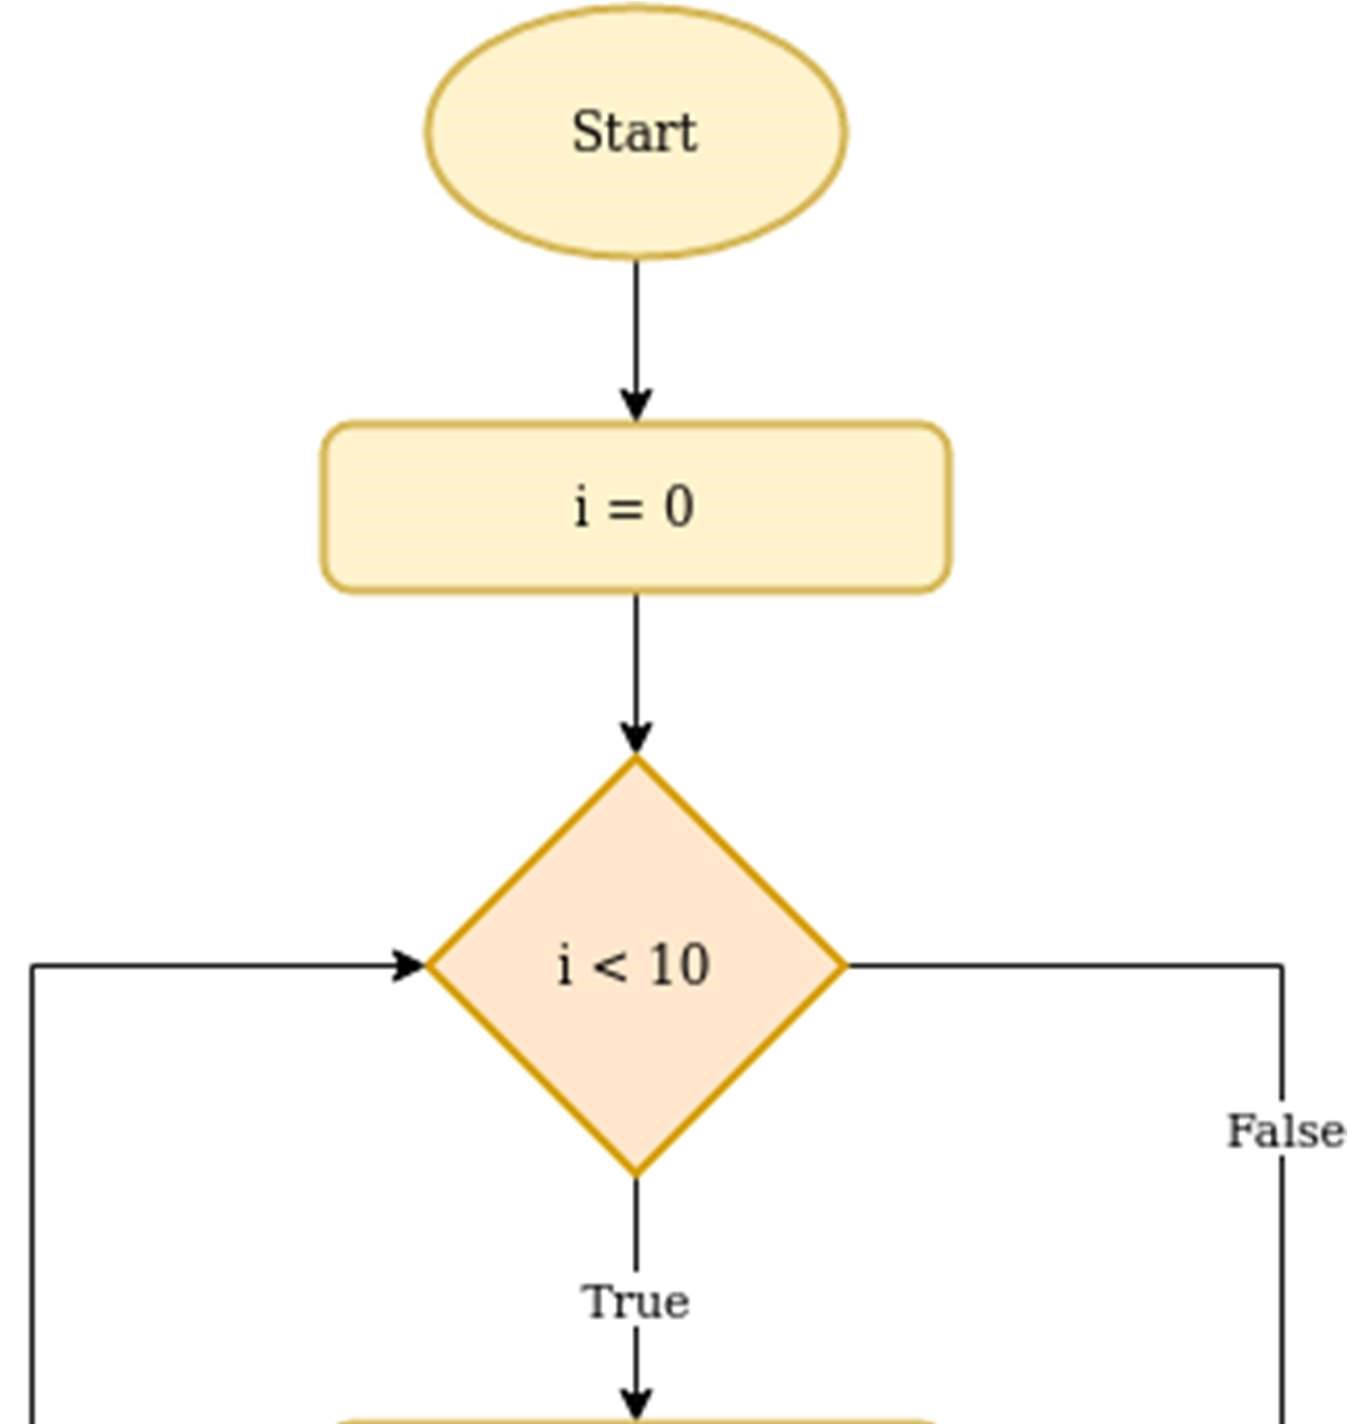 Start
i = 0
i < 10
False
True